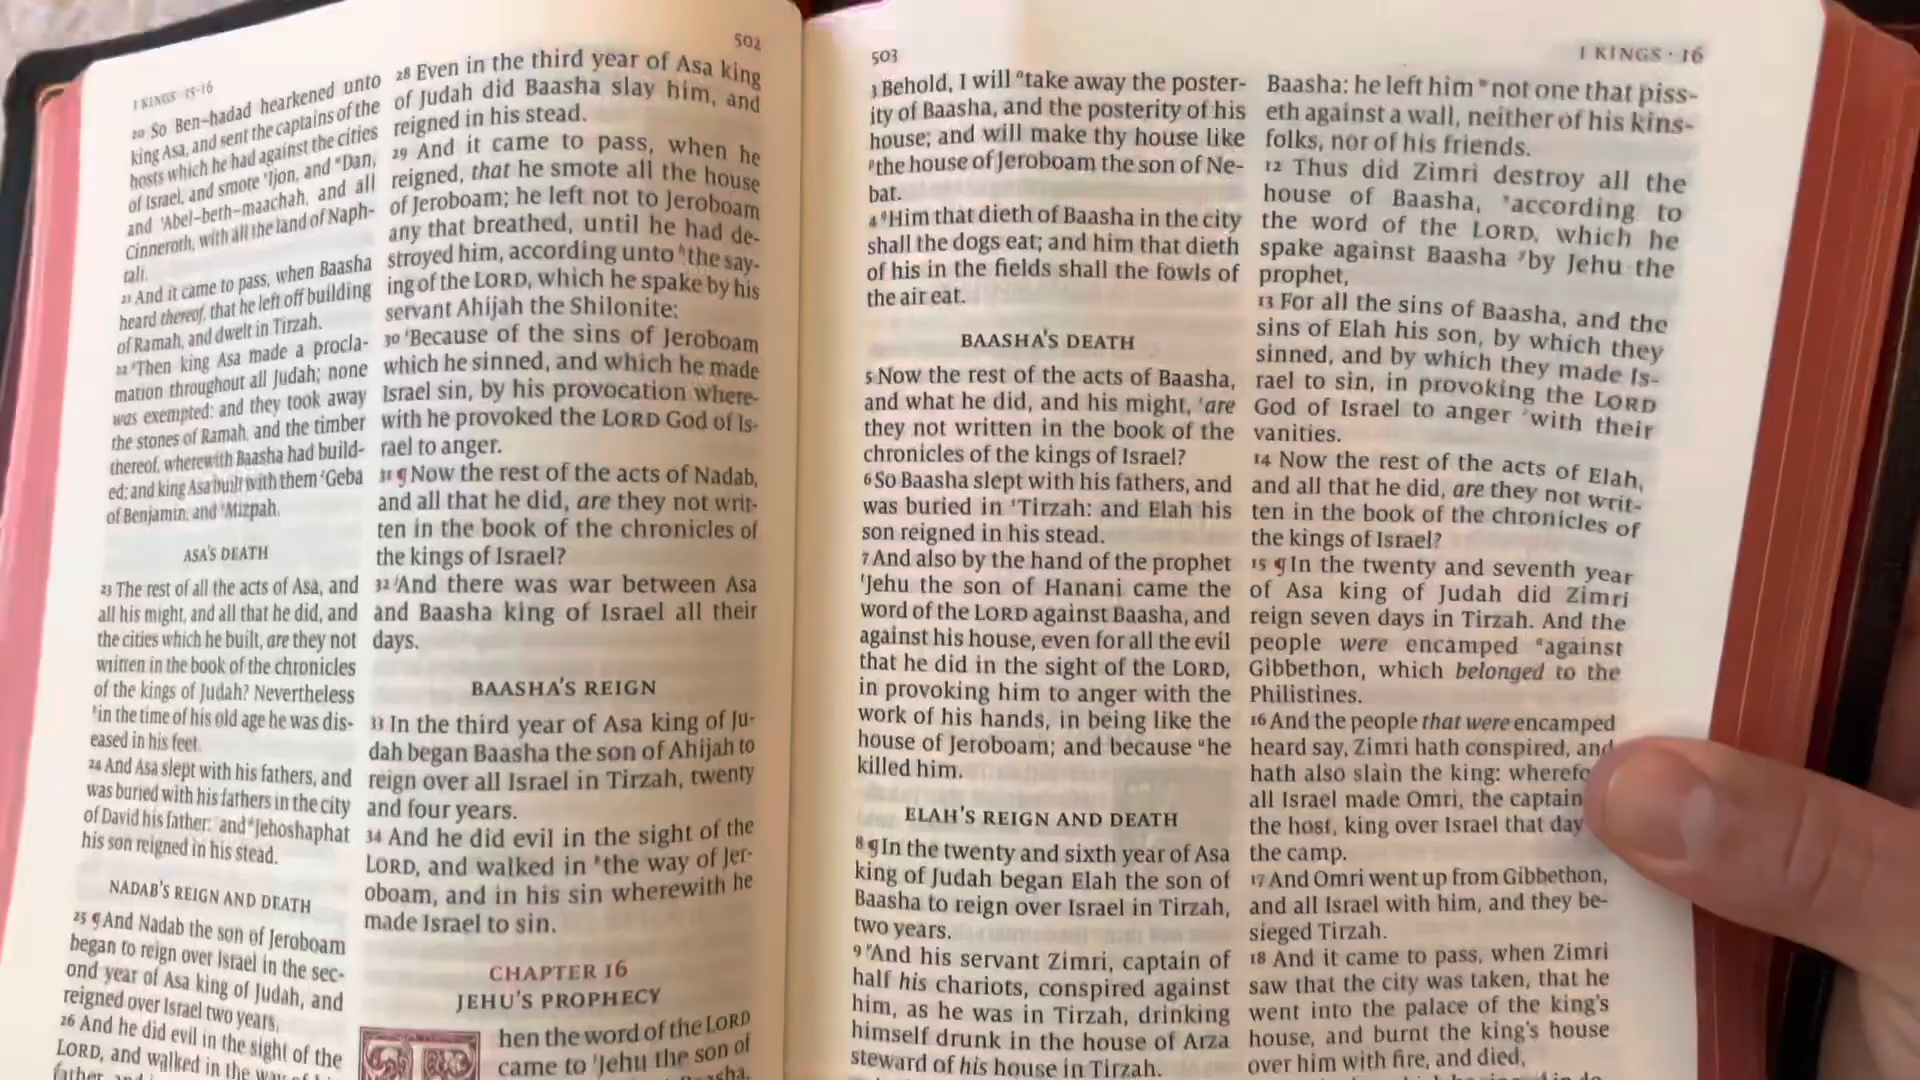 I KINGS 15-16
502
20 So Ben-hadad hearkened unto
king Asa, and sent the captains of the
hosts which he had against the cities
of Israel, and smote Ijon, and Dan,
and Abel-beth-maachah, and all
Cinneroth, with all the land of Naph-
tali.
21 And it came to pass, when Baasha
heard thereof, that he left off building
of Ramah, and dwelt in Tirzah.
22 Then king Asa made a procla-
mation throughout all Judah; none
was exempted: and they took away
the stones of Ramah, and the timber
thereof, wherewith Baasha had build-
ed; and king Asa built with them Geba
of Benjamin, and Mizpah.
ASA'S DEATH
23 The rest of all the acts of Asa, and
all his might, and all that he did, and
the cities which he built, are they not
written in the book of the chronicles
of the kings of Judah? Nevertheless
in the time of his old age he was dis-
eased in his feet.
24 And Asa slept with his fathers, and
was buried with his fathers in the city
of David his father: and Jehoshaphat
his son reigned in his stead.
NADAB'S REIGN AND DEATH
25 ¶ And Nadab the son of Jeroboam
began to reign over Israel in the sec-
ond year of Asa king of Judah, and
reigned over Israel two years.
26 And he did evil in the sight of the
LORD, and walked in the way of
father, and
28 Even in the third year of Asa king
of Judah did Baasha slay him, and
reigned in his stead.
29 And it came to pass, when he
reigned, that he smote all the house
of Jeroboam; he left not to Jeroboam
any that breathed, until he had de-
stroyed him, according unto the say-
ing of the LORD, which he spake by his
servant Ahijah the Shilonite:
30 Because of the sins of Jeroboam
which he sinned, and which he made
Israel sin, by his provocation where-
with he provoked the LORD God of Is-
rael to anger.
31 ¶ Now the rest of the acts of Nadab,
and all that he did, are they not writ-
ten in the book of the chronicles of
the kings of Israel?
32 And there was war between Asa
and Baasha king of Israel all their
days.
BAASHA'S REIGN
33 In the third year of Asa king of Ju-
dah began Baasha the son of Ahijah to
reign over all Israel in Tirzah, twenty
and four years.
34 And he did evil in the sight of the
LORD, and walked in the way of Jer-
oboam, and in his sin wherewith he
made Israel to sin.
CHAPTER 16
JEHU'S PROPHECY
Then the word of the LORD
came to Jehu the son of
503
I KINGS · 16
3 Behold, I will take away the poster-
ity of Baasha, and the posterity of his
house; and will make thy house like
the house of Jeroboam the son of Ne-
bat.
4 Him that dieth of Baasha in the city
shall the dogs eat; and him that dieth
of his in the fields shall the fowls of
the air eat.
BAASHA'S DEATH
5 Now the rest of the acts of Baasha,
and what he did, and his might, are
they not written in the book of the
chronicles of the kings of Israel?
6 So Baasha slept with his fathers, and
was buried in Tirzah: and Elah his
son reigned in his stead.
7 And also by the hand of the prophet
Jehu the son of Hanani came the
word of the LORD against Baasha, and
against his house, even for all the evil
that he did in the sight of the LORD,
in provoking him to anger with the
work of his hands, in being like the
house of Jeroboam; and because he
killed him.
ELAH'S REIGN AND DEATH
8 ¶ In the twenty and sixth year of Asa
king of Judah began Elah the son of
Baasha to reign over Israel in Tirzah,
two years.
9 And his servant Zimri, captain of
half his chariots, conspired against
him, as he was in Tirzah, drinking
himself drunk in the house of Arza
steward of his house in Tirzah.
Baasha: he left him not one that piss-
eth against a wall, neither of his kins-
folks, nor of his friends.
12 Thus did Zimri destroy all the
house of Baasha, according to
the word of the LORD, which he
spake against Baasha by Jehu the
prophet,
13 For all the sins of Baasha, and the
sins of Elah his son, by which they
sinned, and by which they made Is-
rael to sin, in provoking the LORD
God of Israel to anger with their
vanities.
14 Now the rest of the acts of Elah,
and all that he did, are they not writ-
ten in the book of the chronicles of
the kings of Israel?
15 ¶ In the twenty and seventh year
of Asa king of Judah did Zimri
reign seven days in Tirzah. And the
people were encamped against
Gibbethon, which belonged to the
Philistines.
16 And the people that were encamped
heard say, Zimri hath conspired, and
hath also slain the king: wherefo
all Israel made Omri, the captain
the host, king over Israel that day
the camp.
17 And Omri went up from Gibbethon,
and all Israel with him, and they be-
sieged Tirzah.
18 And it came to pass, when Zimri
saw that the city was taken, that he
went into the palace of the king's
house, and burnt the king's house
over him with fire, and died,